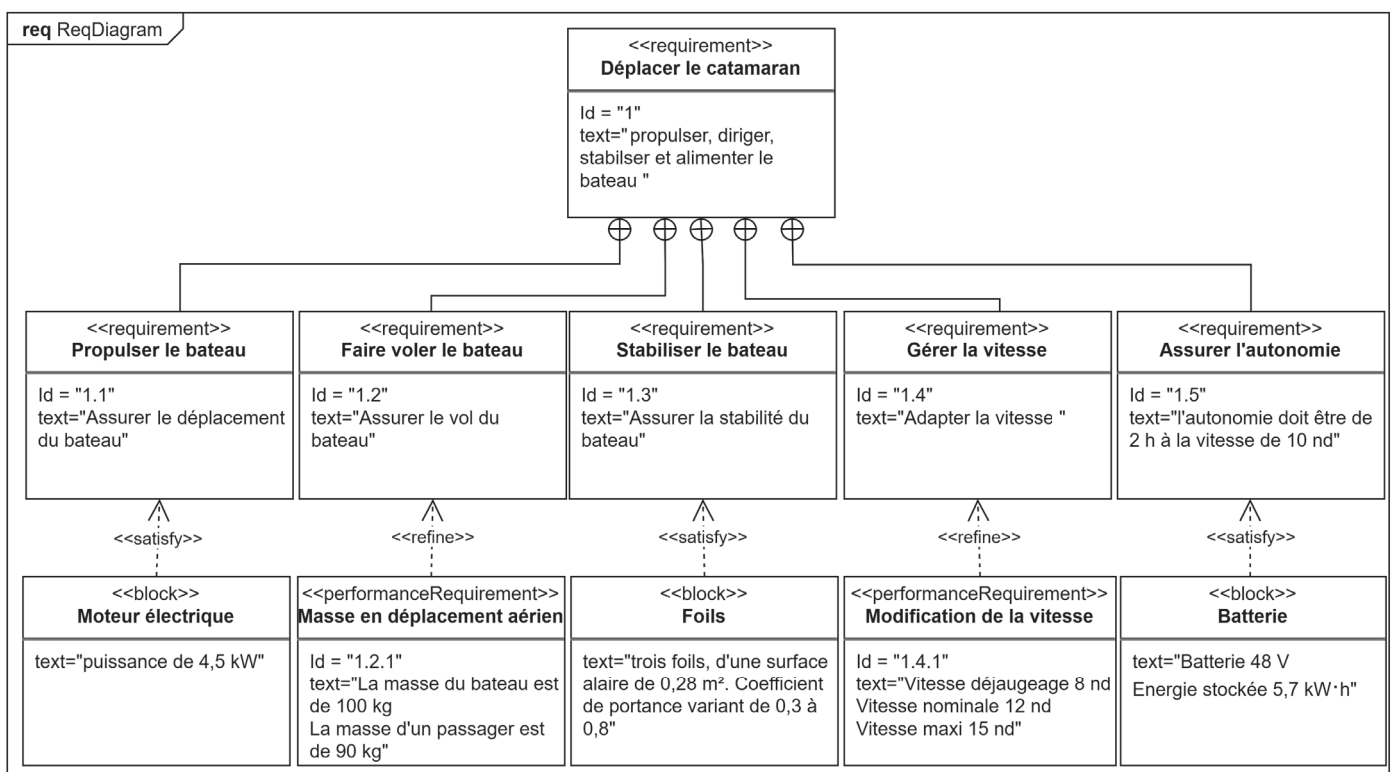 req ReqDiagram
<<requirement>>
Déplacer le catamaran
Id = "1"
text="propulser, diriger,
stabilser et alimenter le
bateau "
<<requirement>>
Propulser le bateau
Id = "1.1"
text="Assurer le déplacement
du bateau"
<<requirement>>
Faire voler le bateau
Id = "1.2"
text="Assurer le vol du
bateau"
<<requirement>>
Stabiliser le bateau
Id = "1.3"
text="Assurer la stabilité du
bateau"
<<requirement>>
Gérer la vitesse
Id = "1.4"
text="Adapter la vitesse "
<<requirement>>
Assurer l'autonomie
Id = "1.5"
text="l'autonomie doit être de
2 h à la vitesse de 10 nd"
<<satisfy>>
<<refine>>
<<satisfy>>
<<refine>>
<<satisfy>>
<<block>>
Moteur électrique
text="puissance de 4,5 kW"
<<performanceRequirement>>
Masse en déplacement aérien
Id = "1.2.1"
text="La masse du bateau est
de 100 kg
La masse d'un passager est
de 90 kg"
<<block>>
Foils
text="trois foils, d'une surface
alaire de 0,28 m². Coefficient
de portance variant de 0,3 à
0,8"
<<performanceRequirement>>
Modification de la vitesse
Id = "1.4.1"
text="Vitesse déjaugeage 8 nd
Vitesse nominale 12 nd
Vitesse maxi 15 nd"
<<block>>
Batterie
text="Batterie 48 V
Energie stockée 5,7 kW·h"